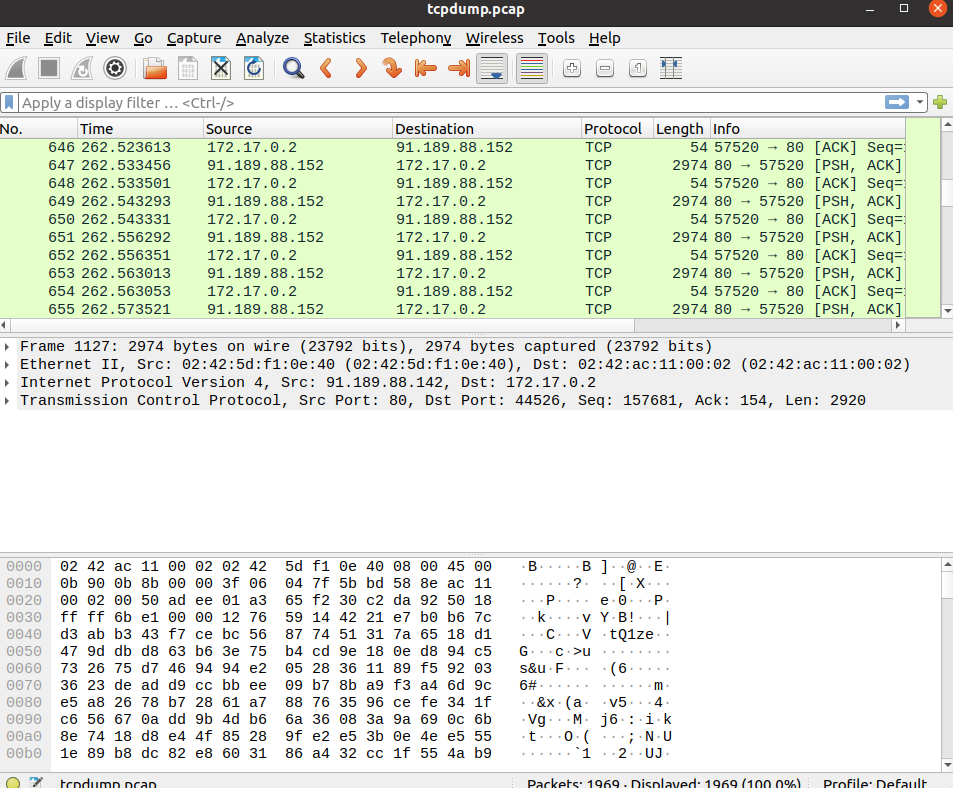 tcpdump.pcap
File Edit View Go Capture Analyze Statistics Telephony Wireless Tools Help
Apply a display filter … <Ctrl-/>
No. Time Source Destination Protocol Length Info
646 262.523613 172.17.0.2 91.189.88.152 TCP 54 57520 → 80 [ACK] Seq=
647 262.533456 91.189.88.152 172.17.0.2 TCP 2974 80 → 57520 [PSH, ACK]
648 262.533501 172.17.0.2 91.189.88.152 TCP 54 57520 → 80 [ACK] Seq=
649 262.543293 91.189.88.152 172.17.0.2 TCP 2974 80 → 57520 [PSH, ACK]
650 262.543331 172.17.0.2 91.189.88.152 TCP 54 57520 → 80 [ACK] Seq=
651 262.556292 91.189.88.152 172.17.0.2 TCP 2974 80 → 57520 [PSH, ACK]
652 262.556351 172.17.0.2 91.189.88.152 TCP 54 57520 → 80 [ACK] Seq=
653 262.563013 91.189.88.152 172.17.0.2 TCP 2974 80 → 57520 [PSH, ACK]
654 262.563053 172.17.0.2 91.189.88.152 TCP 54 57520 → 80 [ACK] Seq=
655 262.573521 91.189.88.152 172.17.0.2 TCP 2974 80 → 57520 [PSH, ACK]
Frame 1127: 2974 bytes on wire (23792 bits), 2974 bytes captured (23792 bits)
Ethernet II, Src: 02:42:5d:f1:0e:40 (02:42:5d:f1:0e:40), Dst: 02:42:ac:11:00:02 (02:42:ac:11:00:02)
Internet Protocol Version 4, Src: 91.189.88.142, Dst: 172.17.0.2
Transmission Control Protocol, Src Port: 80, Dst Port: 44526, Seq: 157681, Ack: 154, Len: 2920
0000 02 42 ac 11 00 02 02 42 5d f1 0e 40 08 00 45 00 ·B·····B ]··@··E·
0010 0b 90 0b 8b 00 00 3f 06 04 7f 5b bd 58 8e ac 11 ······?· ··[·X···
0020 00 02 00 50 ad ee 01 a3 65 f2 30 c2 da 92 50 18 ···P···· e·0···P·
0030 ff ff 6b e1 00 00 12 76 59 14 42 21 e7 b0 b6 7c ··k····v Y·B!···|
0040 d3 ab b3 43 f7 ce bc 56 87 74 51 31 7a 65 18 d1 ···C···V ·tQ1ze··
0050 47 9d db d8 63 b6 3e 75 b4 cd 9e 18 0e d8 94 c5 G···c·>u ········
0060 73 26 75 d7 46 94 94 e2 05 28 36 11 89 f5 92 03 s&u·F··· ·(6·····
0070 36 23 de ad d9 cc bb ee 09 b7 8b a9 f3 a4 6d 9c 6#······ ······m·
0080 e5 a8 26 78 b7 28 61 a7 88 76 35 96 ce fe 34 1f ··&x·(a· ·v5···4·
0090 c6 56 67 0a dd 9b 4d b6 6a 36 08 3a 9a 69 0c 6b ·Vg···M· j6·:·i·k
00a0 8e 74 18 d8 e4 4f 85 28 9f e2 e5 3b 0e 4e e5 55 ·t···O·( ···;·N·U
00b0 1e 89 b8 dc 82 e8 60 31 86 a4 32 cc 1f 55 4a b9 ······`1 ··2··UJ·
tcpdump.pcap Packets: 1969 · Displayed: 1969 (100.0%) Profile: Default